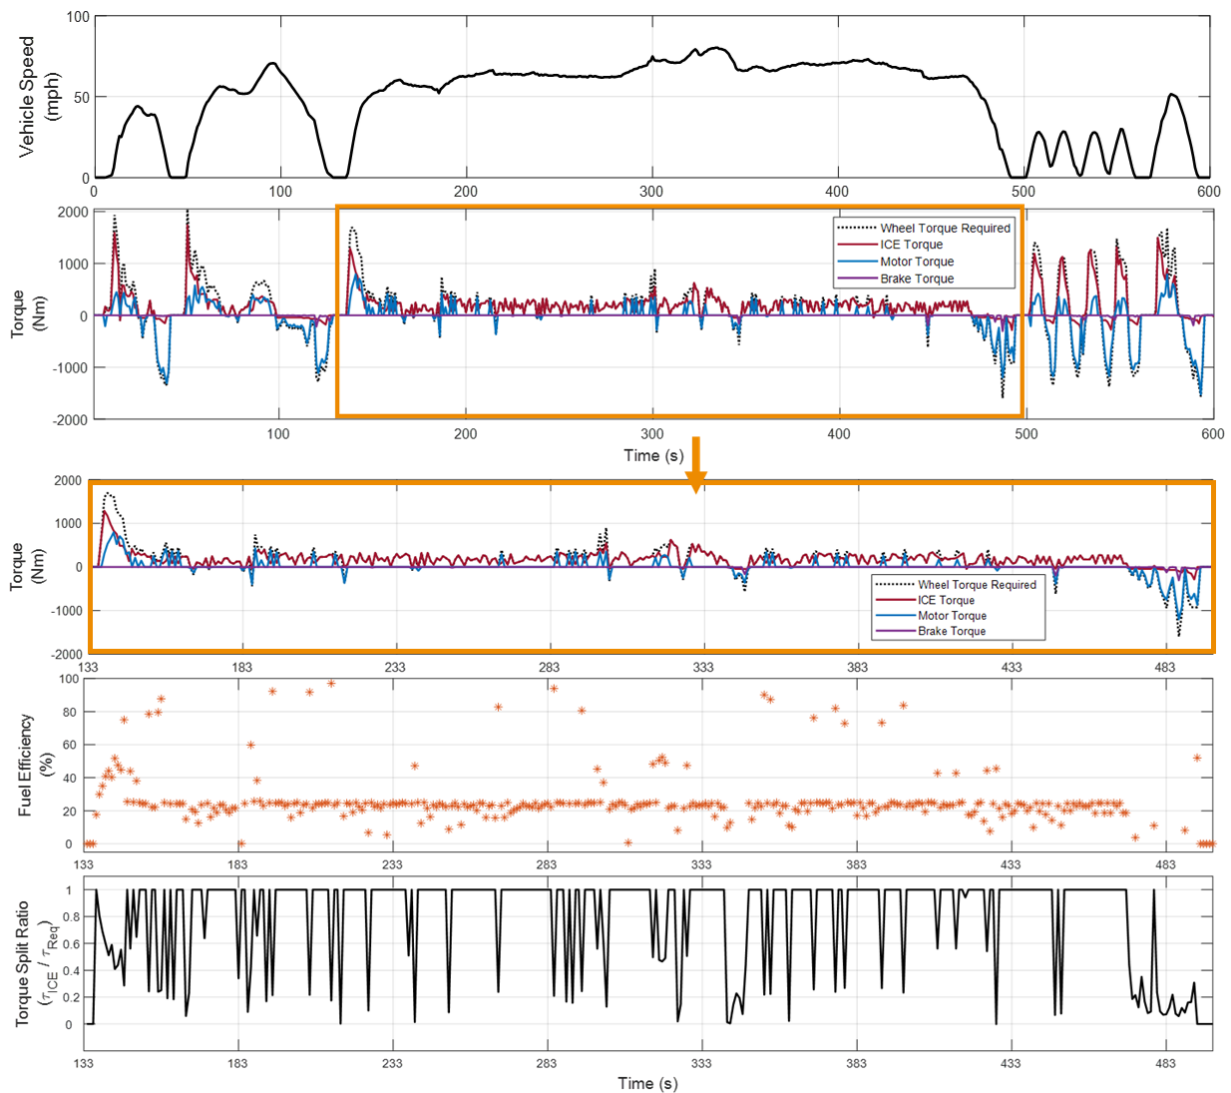 Vehicle Speed
(mph)
100
50
0
0 100 200 300 400 500 600
Torque
(Nm)
2000
1000
0
-1000
-2000
Wheel Torque Required
ICE Torque
Motor Torque
Brake Torque
100 200 300 400 500 600
Time (s)
Torque
(Nm)
2000
1000
0
-1000
-2000
Wheel Torque Required
ICE Torque
Motor Torque
Brake Torque
133 183 233 283 333 383 433 483
Fuel Efficiency
(%)
100
80
60
40
20
0
133 183 233 283 333 383 433 483
Torque Split Ratio
(τICE / τReq)
1
0.8
0.6
0.4
0.2
0
133 183 233 283 333 383 433 483
Time (s)